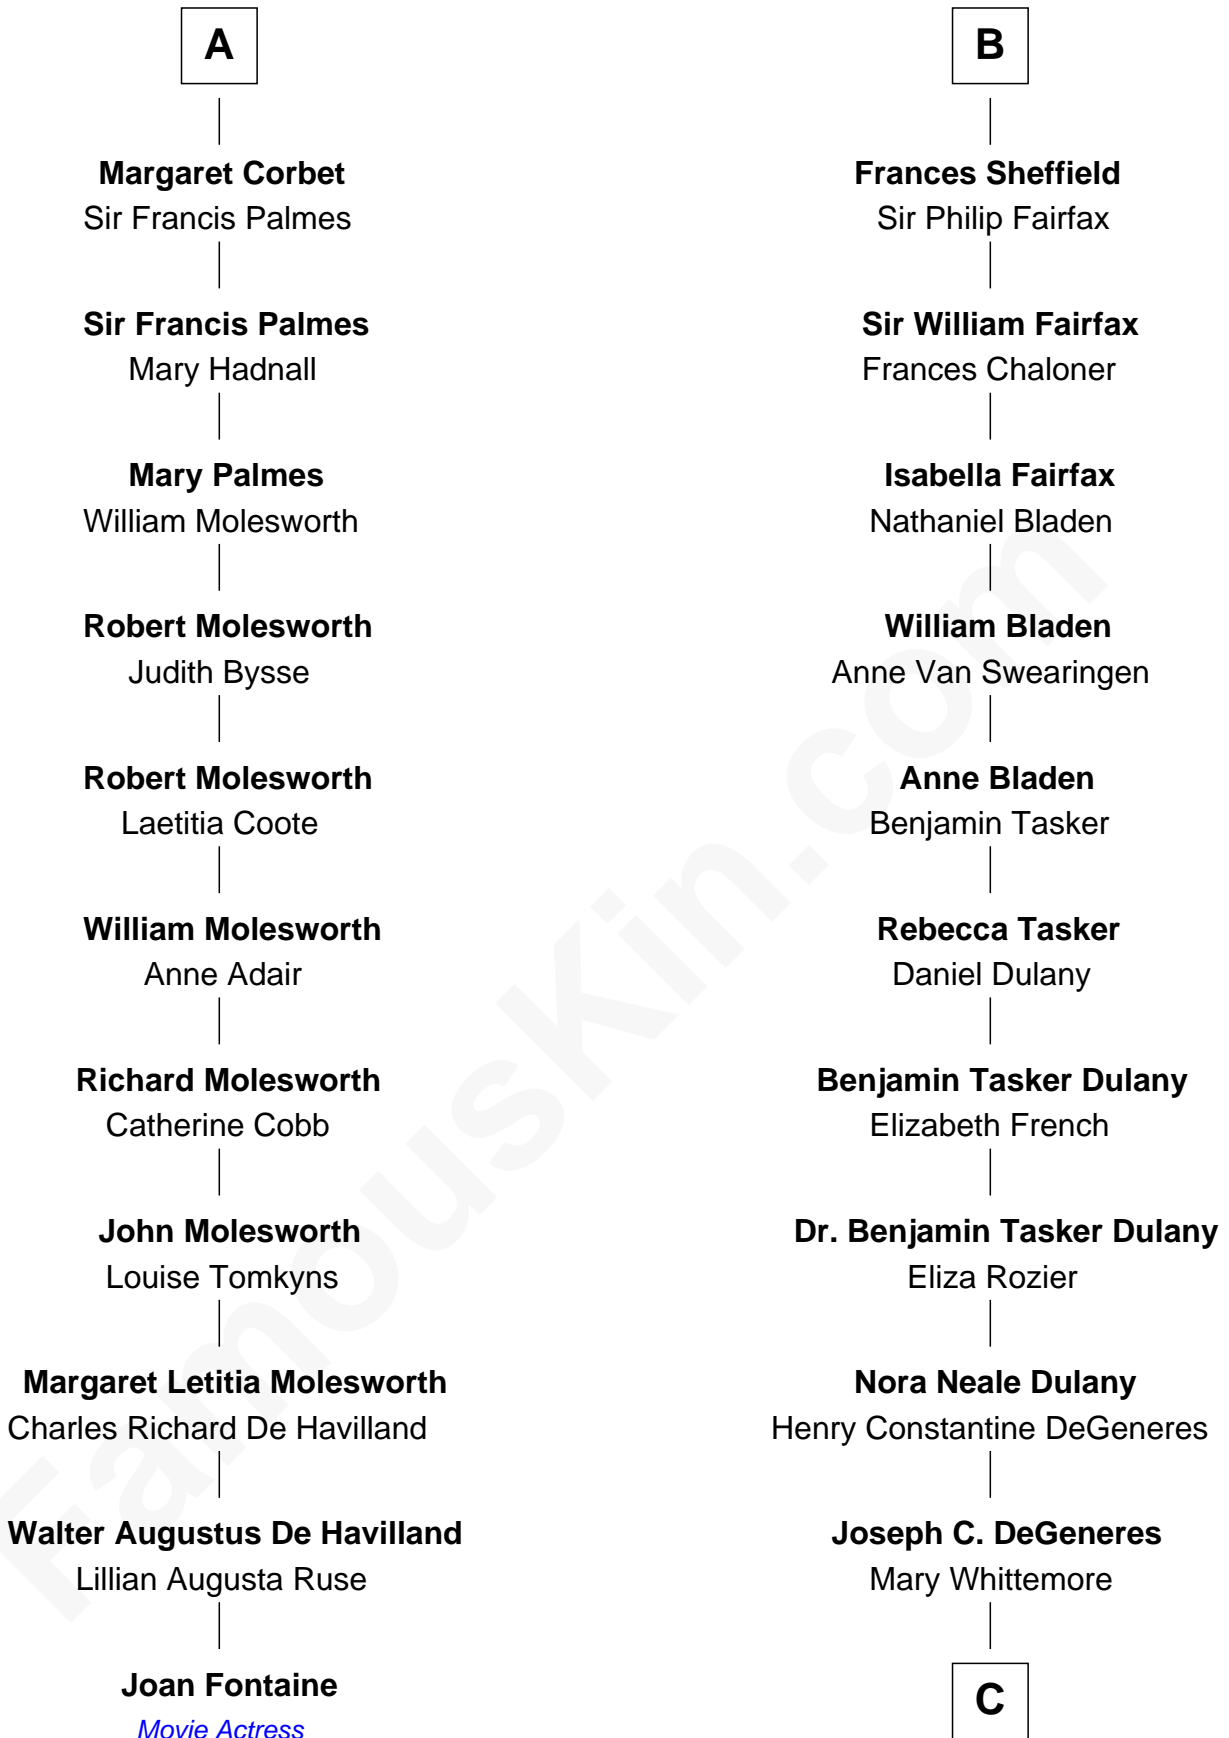 A
Margaret Corbet
Sir Francis Palmes
Sir Francis Palmes
Mary Hadnall
Mary Palmes
William Molesworth
Robert Molesworth
Judith Bysse
Robert Molesworth
Laetitia Coote
William Molesworth
Anne Adair
Richard Molesworth
Catherine Cobb
John Molesworth
Louise Tomkyns
Margaret Letitia Molesworth
Charles Richard De Havilland
Walter Augustus De Havilland
Lillian Augusta Ruse
Joan Fontaine
Movie Actress
B
Frances Sheffield
Sir Philip Fairfax
Sir William Fairfax
Frances Chaloner
Isabella Fairfax
Nathaniel Bladen
William Bladen
Anne Van Swearingen
Anne Bladen
Benjamin Tasker
Rebecca Tasker
Daniel Dulany
Benjamin Tasker Dulany
Elizabeth French
Dr. Benjamin Tasker Dulany
Eliza Rozier
Nora Neale Dulany
Henry Constantine DeGeneres
Joseph C. DeGeneres
Mary Whittemore
C
FamousKin.com